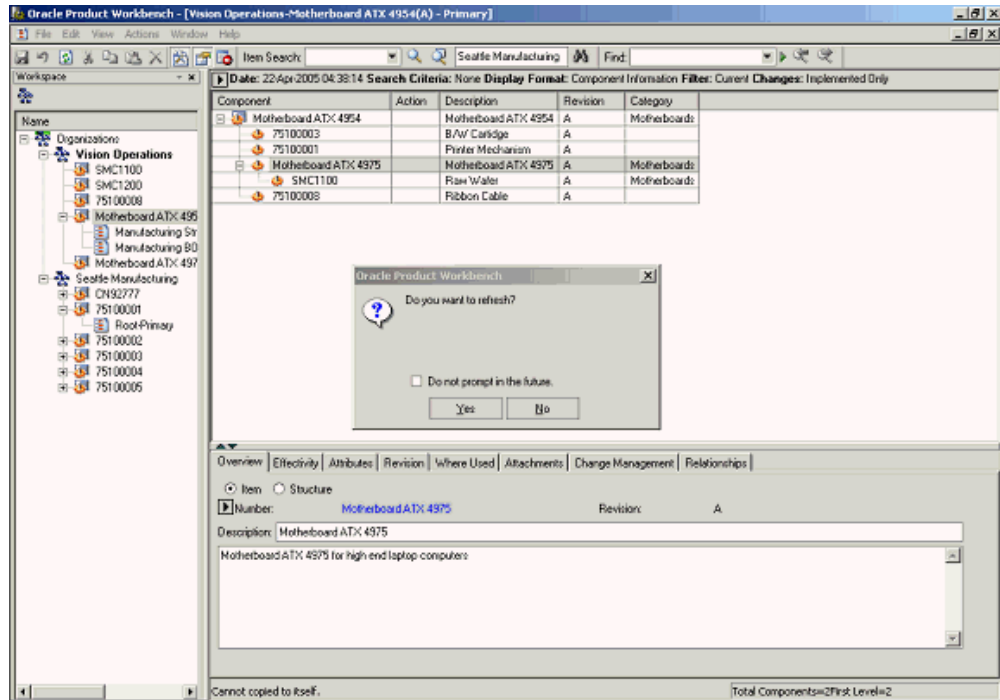 Oracle Product Workbench - [Vision Operations-Motherboard ATX 4954(A) - Primary]
File Edit View Actions Window Help
Item Search: Seattle Manufacturing Find:
Workspace
Date: 22-Apr-2005 04:38:14 Search Criteria: None Display Format: Component Information Filter: Current Changes: Implemented Only
Name
Organizations
Vision Operations
SMC1100
SMC1200
75100008
Motherboard ATX 495
Manufacturing Str
Manufacturing BO
Motherboard ATX 497
Seattle Manufacturing
CN92777
75100001
Root-Primary
75100002
75100003
75100004
75100005
Component Action Description Revision Category
Motherboard ATX 4954 Motherboard ATX 4954 A Motherboards
75100003 B/W Cartidge A
75100001 Printer Mechanism A
Motherboard ATX 4975 Motherboard ATX 4975 A Motherboards
SMC1100 Raw Wafer A Motherboards
75100008 Ribbon Cable A
Oracle Product Workbench
Do you want to refresh?
Do not prompt in the future.
Yes No
Overview Effectivity Attributes Revision Where Used Attachments Change Management Relationships
Item Structure
Number: Motherboard ATX 4975 Revision: A
Description: Motherboard ATX 4975
Motherboard ATX 4975 for high end laptop computers
Cannot copied to itself. Total Components=2First Level=2